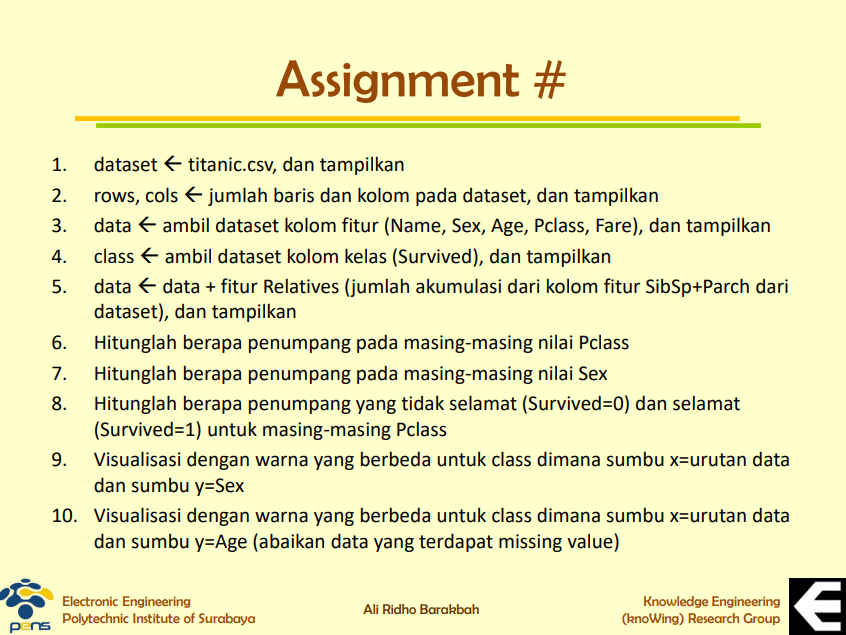 Assignment #
1. dataset ← titanic.csv, dan tampilkan
2. rows, cols ← jumlah baris dan kolom pada dataset, dan tampilkan
3. data ← ambil dataset kolom fitur (Name, Sex, Age, Pclass, Fare), dan tampilkan
4. class ← ambil dataset kolom kelas (Survived), dan tampilkan
5. data ← data + fitur Relatives (jumlah akumulasi dari kolom fitur SibSp+Parch dari
dataset), dan tampilkan
6. Hitunglah berapa penumpang pada masing-masing nilai Pclass
7. Hitunglah berapa penumpang pada masing-masing nilai Sex
8. Hitunglah berapa penumpang yang tidak selamat (Survived=0) dan selamat
(Survived=1) untuk masing-masing Pclass
9. Visualisasi dengan warna yang berbeda untuk class dimana sumbu x=urutan data
dan sumbu y=Sex
10. Visualisasi dengan warna yang berbeda untuk class dimana sumbu x=urutan data
dan sumbu y=Age (abaikan data yang terdapat missing value)
pens
Electronic Engineering
Polytechnic Institute of Surabaya
Ali Ridho Barakbah
Knowledge Engineering
(knoWing) Research Group